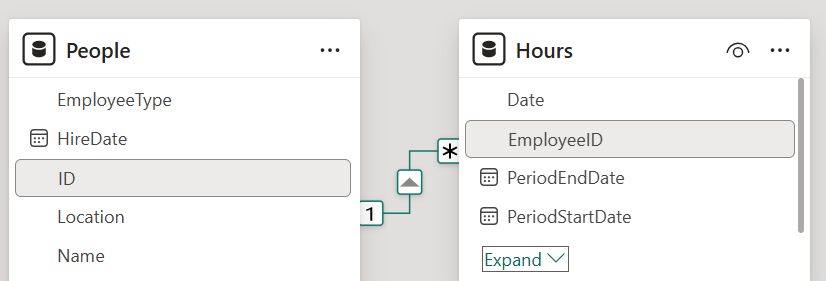 People
EmployeeType
HireDate
ID
Location
Name
1
*
Hours
Date
EmployeeID
PeriodEndDate
PeriodStartDate
Expand